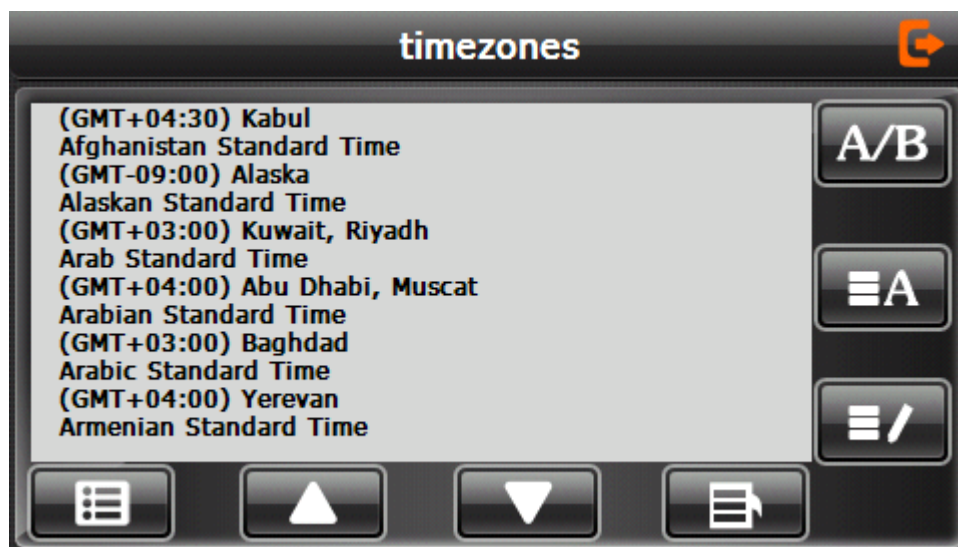 timezones
(GMT+04:30) Kabul
Afghanistan Standard Time
(GMT-09:00) Alaska
Alaskan Standard Time
(GMT+03:00) Kuwait, Riyadh
Arab Standard Time
(GMT+04:00) Abu Dhabi, Muscat
Arabian Standard Time
(GMT+03:00) Baghdad
Arabic Standard Time
(GMT+04:00) Yerevan
Armenian Standard Time
A/B
A